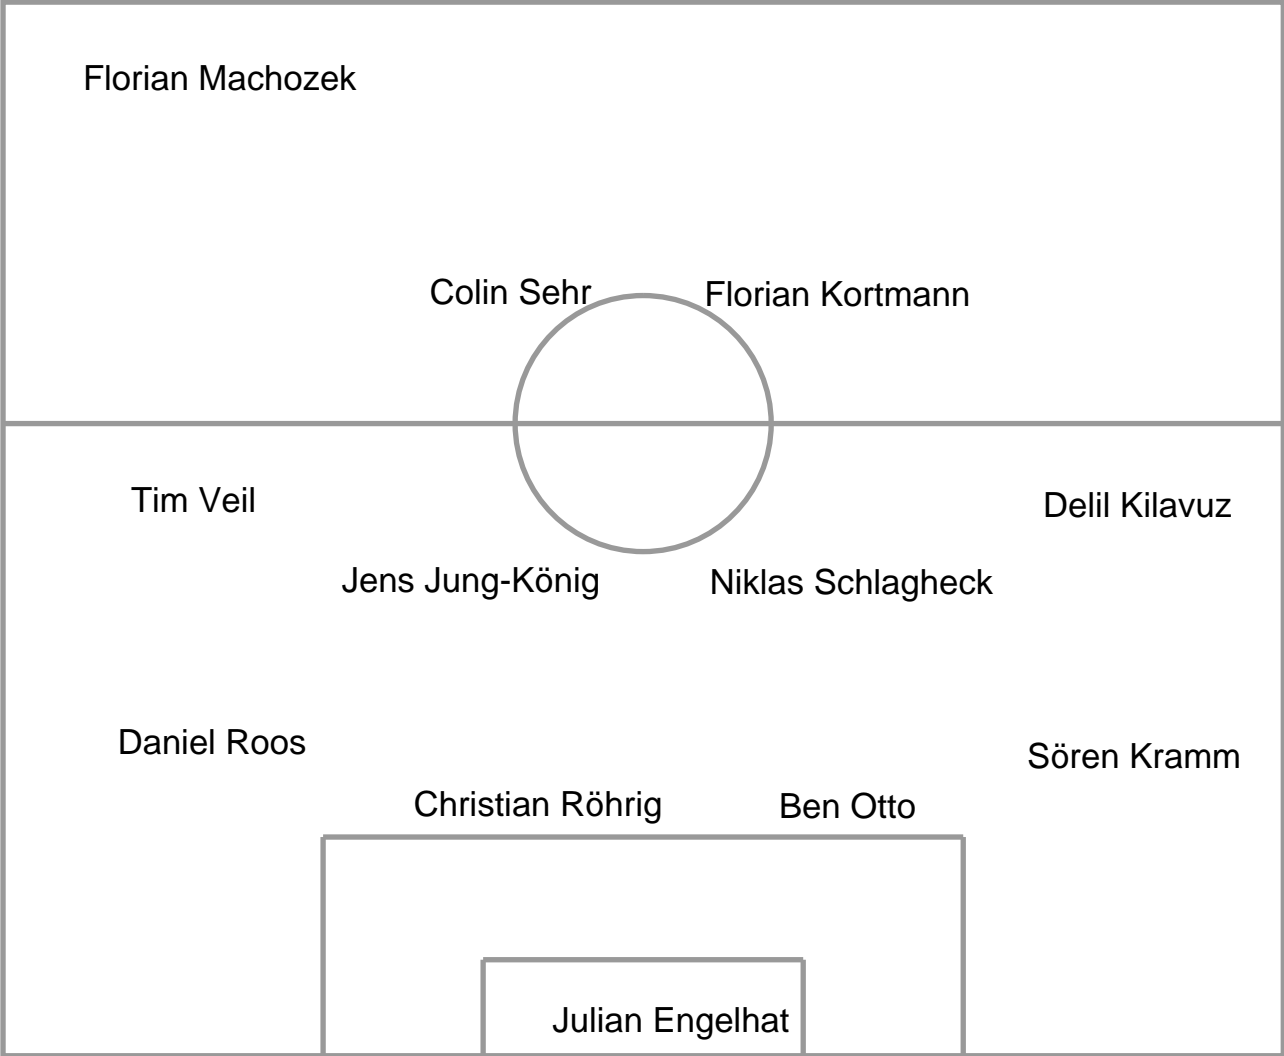 Florian Machozek
Colin Sehr
Florian Kortmann
Tim Veil
Delil Kilavuz
Jens Jung-König
Niklas Schlagheck
Daniel Roos
Sören Kramm
Christian Röhrig
Ben Otto
Julian Engelhat